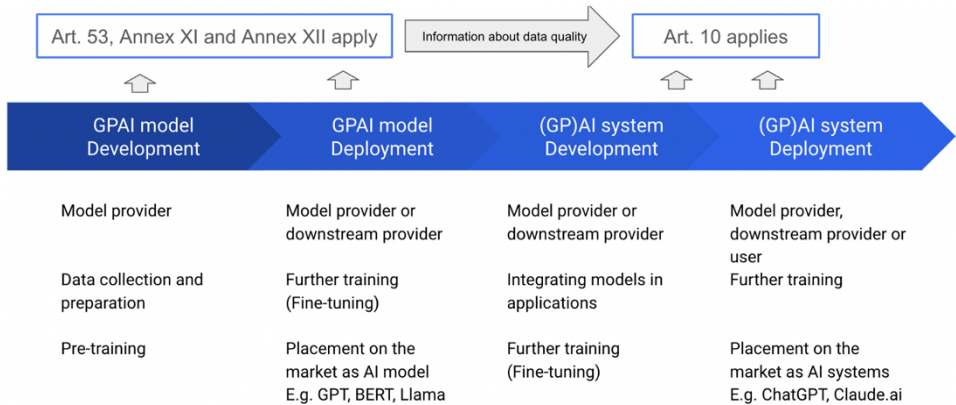 Art. 53, Annex XI and Annex XII apply
Information about data quality
Art. 10 applies
GPAI model
Development
GPAI model
Deployment
(GP)AI system
Development
(GP)AI system
Deployment
Model provider
Model provider or
downstream provider
Model provider or
downstream provider
Model provider,
downstream provider or
user
Data collection and
preparation
Further training
(Fine-tuning)
Integrating models in
applications
Further training
Pre-training
Placement on the
market as AI model
E.g. GPT, BERT, Llama
Further training
(Fine-tuning)
Placement on the
market as AI systems
E.g. ChatGPT, Claude.ai